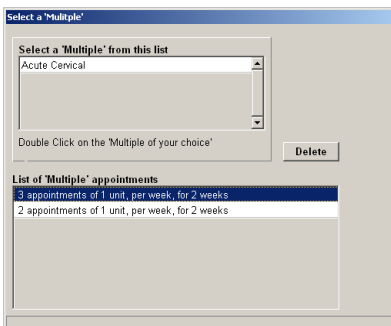 Select a 'Mulitple'
Select a 'Multiple' from this list
Acute Cervical
Double Click on the 'Multiple of your choice'
Delete
List of 'Multiple' appointments
3 appointments of 1 unit, per week, for 2 weeks
2 appointments of 1 unit, per week, for 2 weeks